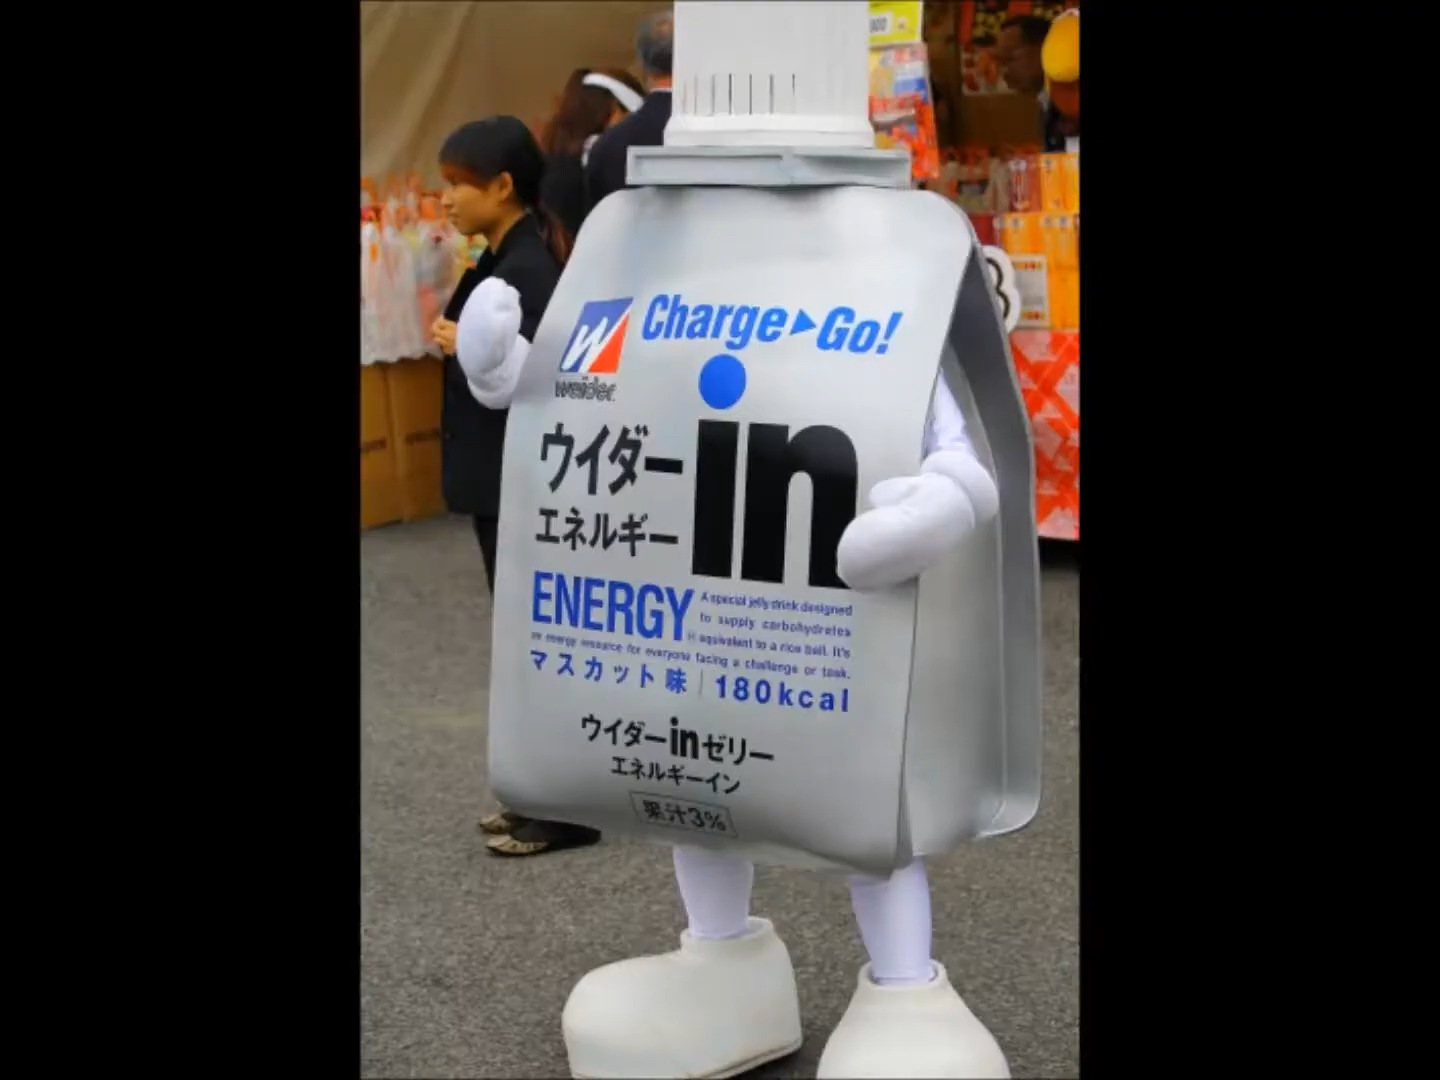 Charge▶Go!
weider
in
ウイダー
エネルギー
ENERGY
A special jelly drink designed
to supply carbohydrates
equivalent to a rice ball. It's
an energy resource for everyone facing a challenge or task.
マスカット味 | 180kcal
ウイダーinゼリー
エネルギーイン
果汁3%